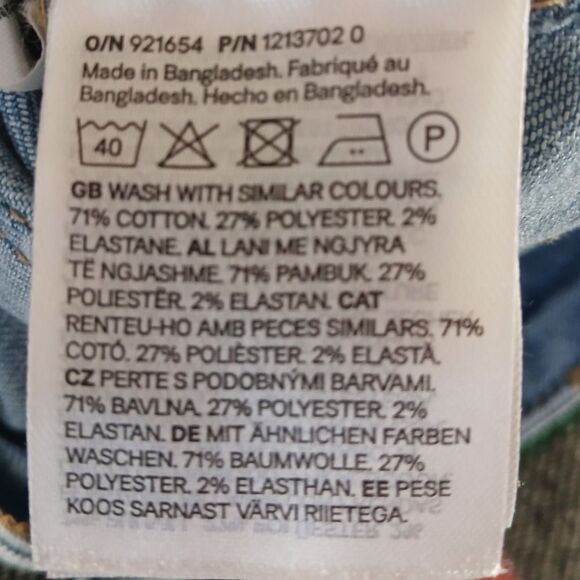 O/N 921654 P/N 1213702 0
Made in Bangladesh. Fabriqué au
Bangladesh. Hecho en Bangladesh.
40 P
GB WASH WITH SIMILAR COLOURS.
71% COTTON. 27% POLYESTER. 2%
ELASTANE. AL LANI ME NGJYRA
TË NGJASHME. 71% PAMBUK. 27%
POLIESTËR. 2% ELASTAN. CAT
RENTEU-HO AMB PECES SIMILARS. 71%
COTÓ. 27% POLIÈSTER. 2% ELASTÀ.
CZ PERTE S PODOBNÝMI BARVAMI.
71% BAVLNA. 27% POLYESTER. 2%
ELASTAN. DE MIT ÄHNLICHEN FARBEN
WASCHEN. 71% BAUMWOLLE. 27%
POLYESTER. 2% ELASTHAN. EE PESE
KOOS SARNAST VÄRVI RIIETEGA.